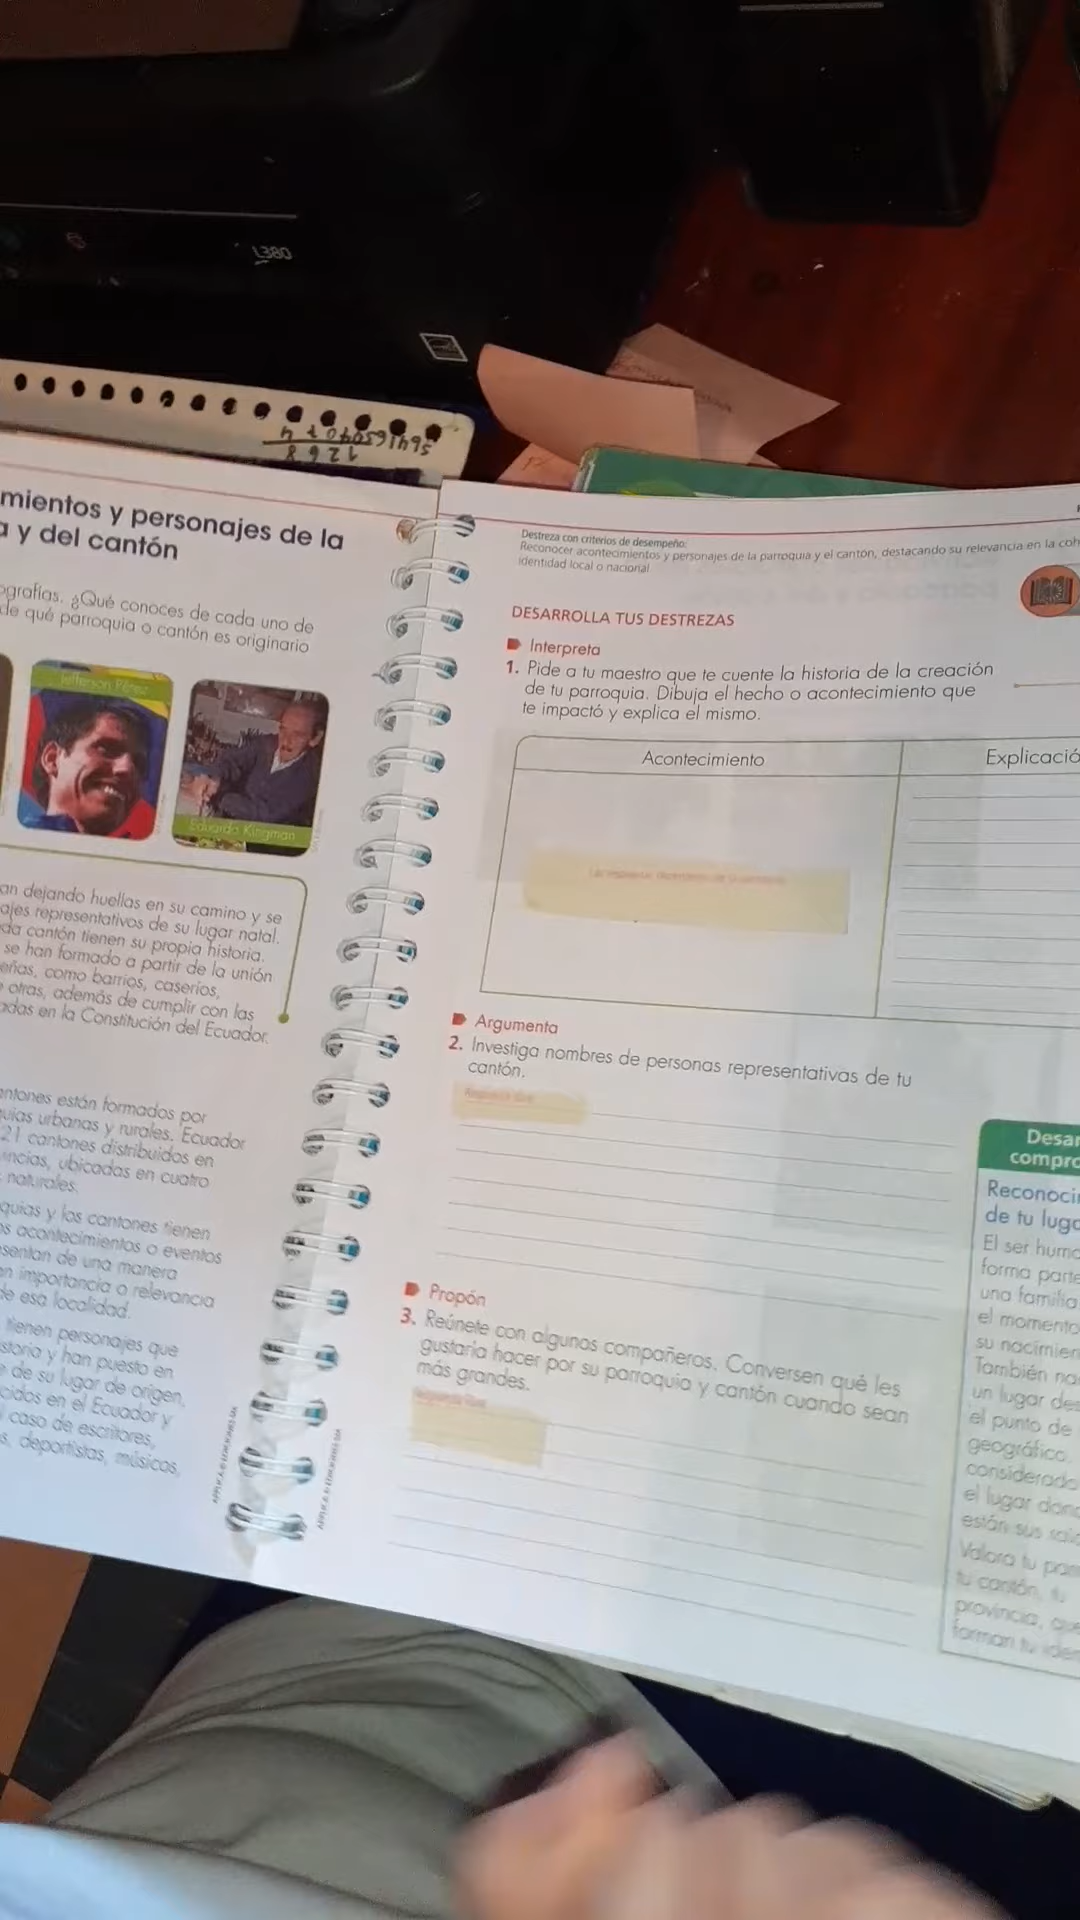 L380
mientos y personajes de la
a y del cantón
ografías. ¿Qué conoces de cada uno de
de qué parroquia o cantón es originario
Jefferson Pérez
Eduardo Kingman
an dejando huellas en su camino y se
ajes representativos de su lugar natal.
da cantón tienen su propia historia.
se han formado a partir de la unión
eñas, como barrios, caseríos,
otras, además de cumplir con las
adas en la Constitución del Ecuador.
antones están formados por
quias urbanas y rurales. Ecuador
21 cantones distribuidos en
vincias, ubicadas en cuatro
naturales.
quias y los cantones tienen
os acontecimientos o eventos
sentan de una manera
an importancia o relevancia
de esa localidad.
tienen personajes que
storia y han puesto en
e de su lugar de origen,
cidos en el Ecuador y
l caso de escritores,
s, deportistas, músicos,
Destreza con criterios de desempeño:
Reconocer acontecimientos y personajes de la parroquia y el cantón, destacando su relevancia en la coh
identidad local o nacional
DESARROLLA TUS DESTREZAS
Interpreta
1. Pide a tu maestro que te cuente la historia de la creación
de tu parroquia. Dibuja el hecho o acontecimiento que
te impactó y explica el mismo.
Acontecimiento
Explicació
Argumenta
2. Investiga nombres de personas representativas de tu
cantón.
Propón
3. Reúnete con algunos compañeros. Conversen qué les
gustaría hacer por su parroquia y cantón cuando sean
más grandes.
Desar
compro
Reconoci
de tu luga
El ser huma
forma parte
una familia
el momento
su nacimien
También na
un lugar des
el punto de
geográfico.
considerado
el lugar dond
están sus raíc
Valora tu par
tu cantón, tu
provincia, que
forman tu iden